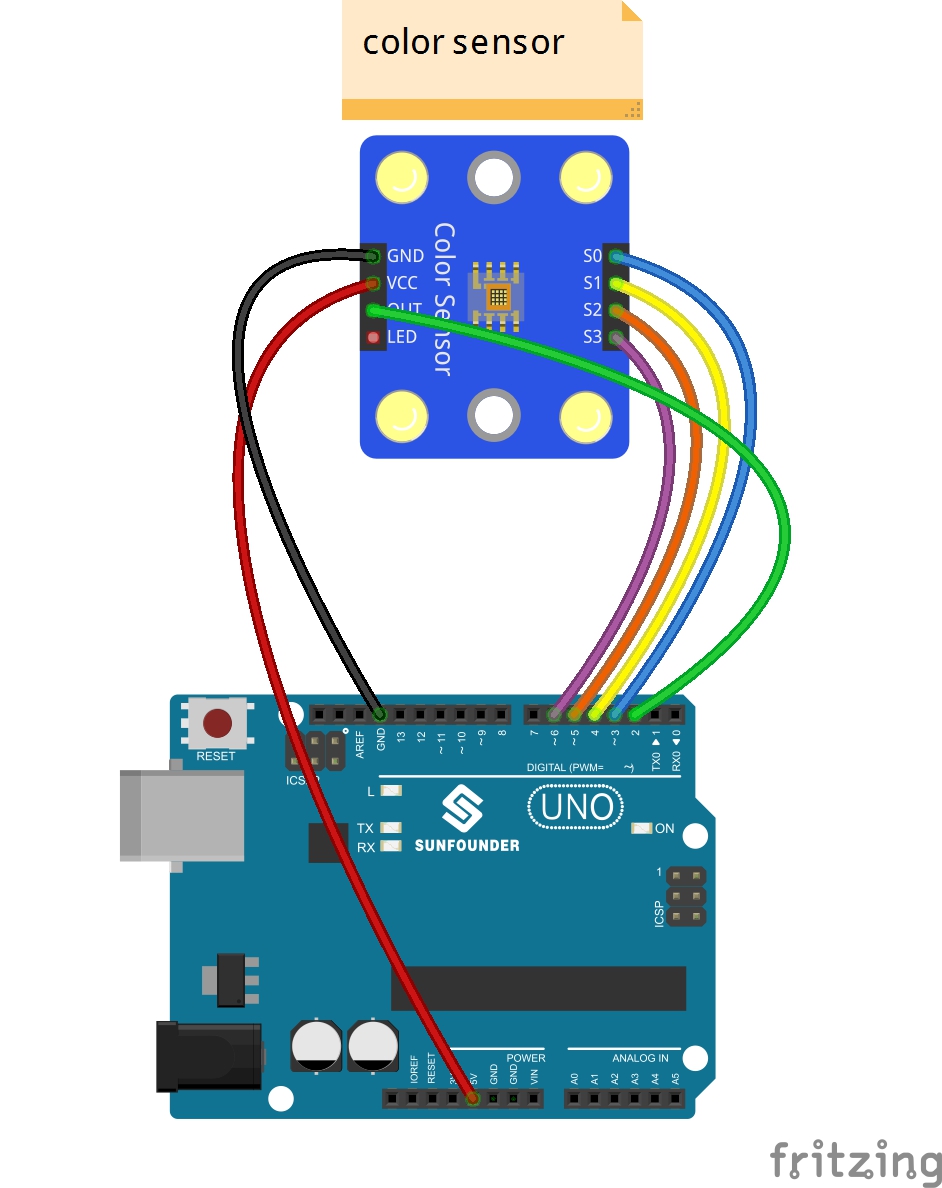 color sensor
GND
VCC
OUT
LED
Color Sensor
S0
S1
S2
S3
RESET
ICSP
AREF
GND
13
12
~11
~10
~9
8
7
~6
~5
4
~3
2
TX0 ▶ 1
RX0 ◀ 0
DIGITAL (PWM= ~)
L
TX
RX
SUNFOUNDER
UNO
ON
1
ICSP
IOREF
RESET
5V
GND
GND
VIN
POWER
ANALOG IN
A0
A1
A2
A3
A4
A5
fritzing